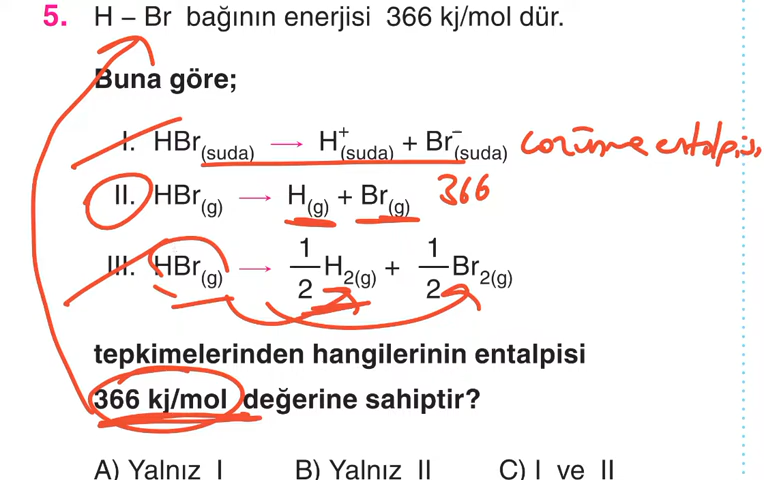 5. H – Br bağının enerjisi 366 kj/mol dür.
Buna göre;
I. HBr(suda) → H⁺(suda) + Br⁻(suda) çözünme entalpisi
II. HBr(g) → H(g) + Br(g) 366
III. HBr(g) → 1/2 H2(g) + 1/2 Br2(g)
tepkimelerinden hangilerinin entalpisi
366 kj/mol değerine sahiptir?
A) Yalnız I B) Yalnız II C) I ve II